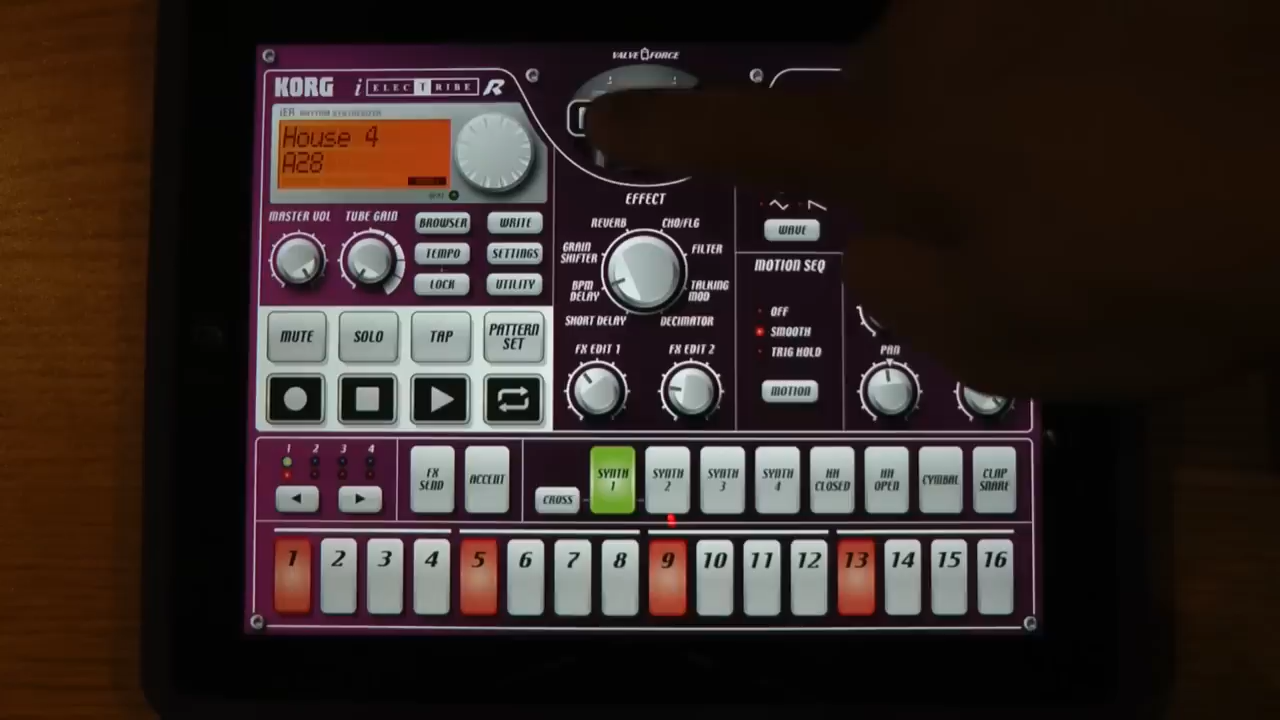 VALVE FORCE
KORG i ELECTRIBE R
iER RHYTHM SYNTHESIZER
House 4
A28
MASTER VOL TUBE GAIN
BROWSER WRITE
TEMPO SETTINGS
LOCK UTILITY
MUTE SOLO TAP PATTERN SET
EFFECT
REVERB CHO/FLG
GRAIN SHIFTER FILTER
BPM DELAY TALKING MOD
SHORT DELAY DECIMATOR
FX EDIT 1 FX EDIT 2
WAVE
MOTION SEQ
OFF
SMOOTH
TRIG HOLD
MOTION
PAN
1 2 3 4
FX SEND ACCENT CROSS SYNTH 1 SYNTH 2 SYNTH 3 SYNTH 4 HH CLOSED HH OPEN CYMBAL CLAP SNARE
1 2 3 4 5 6 7 8 9 10 11 12 13 14 15 16